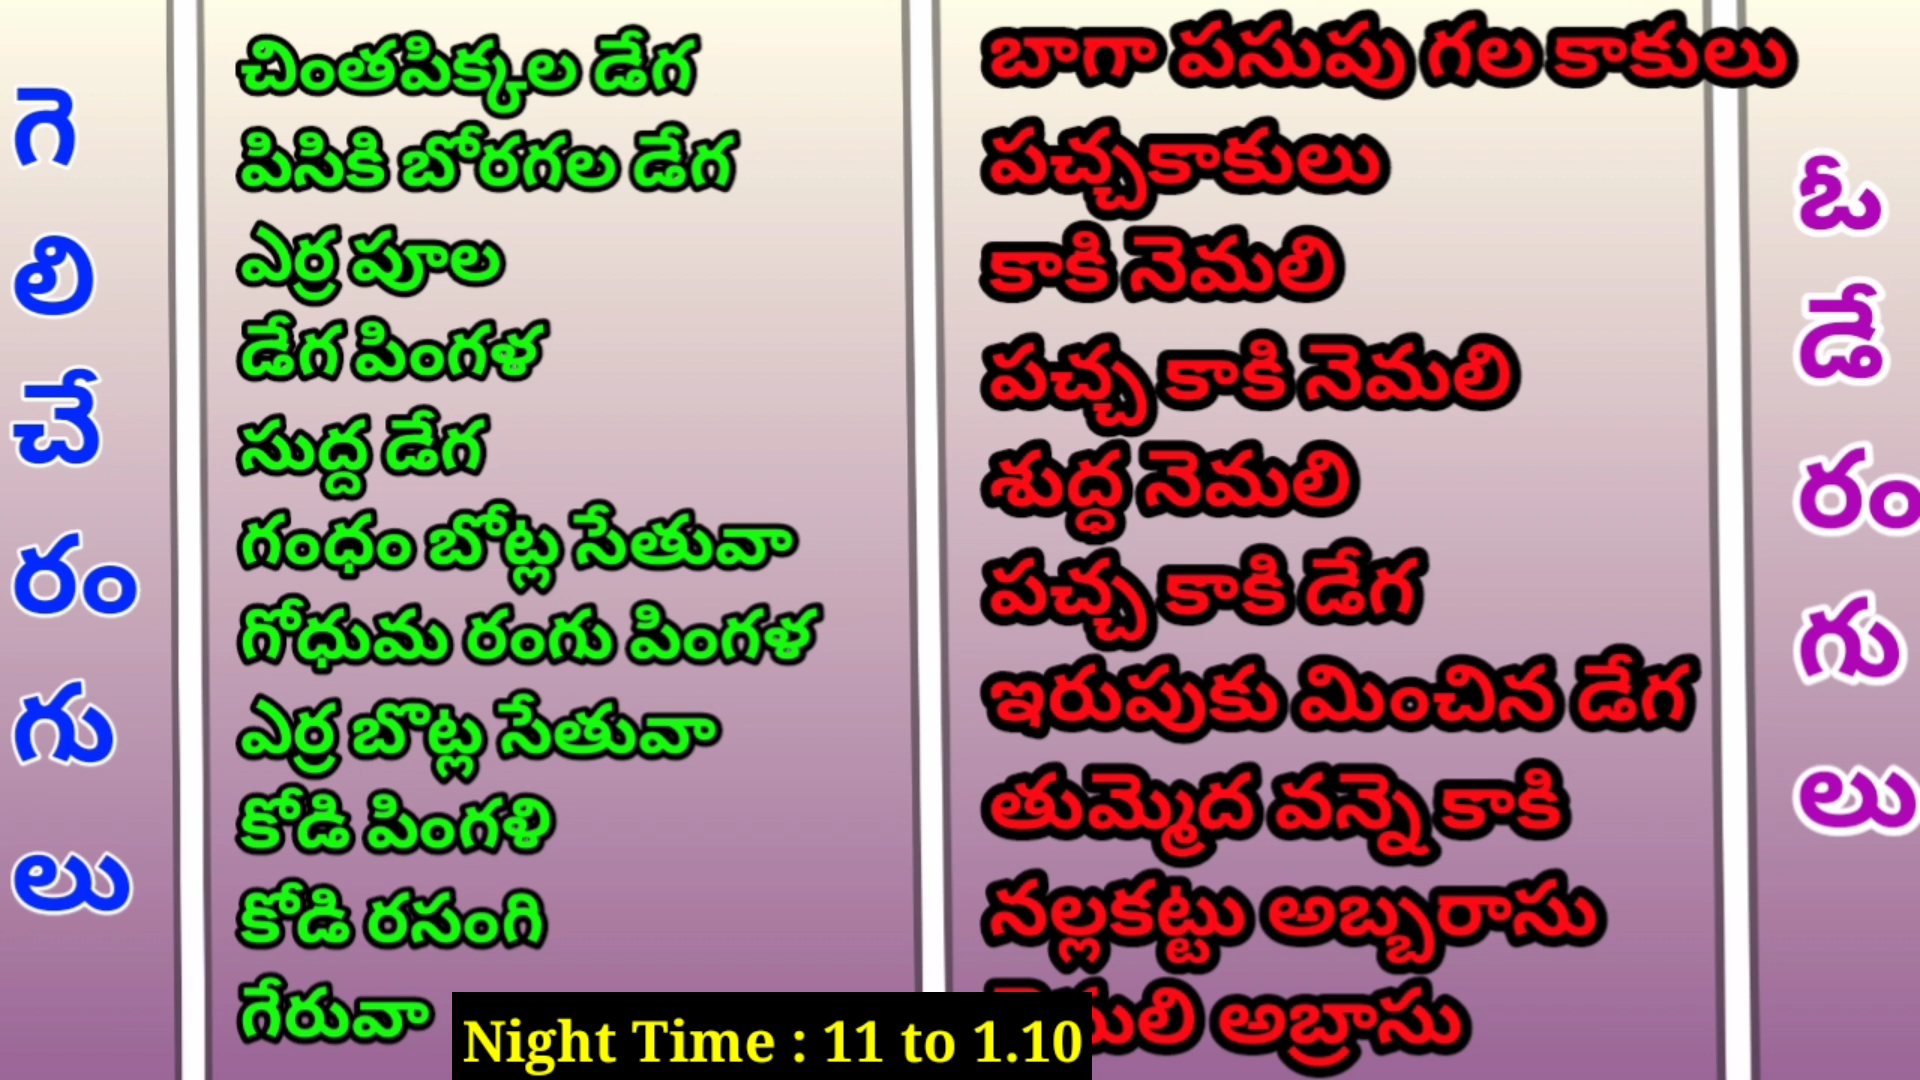 గెలిచే రంగులు
చింతపిక్కల డేగ
పిసికి బోరగల డేగ
ఎర్ర పూల
డేగ పింగళ
సుద్ద డేగ
గంధం బోట్ల సేతువా
గోధుమ రంగు పింగళ
ఎర్ర బొట్ల సేతువా
కోడి పింగళి
కోడి రసంగి
గేరువా
బాగా పసుపు గల కాకులు
పచ్చకాకులు
కాకి నెమలి
పచ్చ కాకి నెమలి
శుద్ధ నెమలి
పచ్చ కాకి డేగ
ఇరుపుకు మించిన డేగ
తుమ్మెద వన్నె కాకి
నల్లకట్టు అబ్బరాసు
అబ్రాసు
ఓడే రంగులు
Night Time : 11 to 1.10